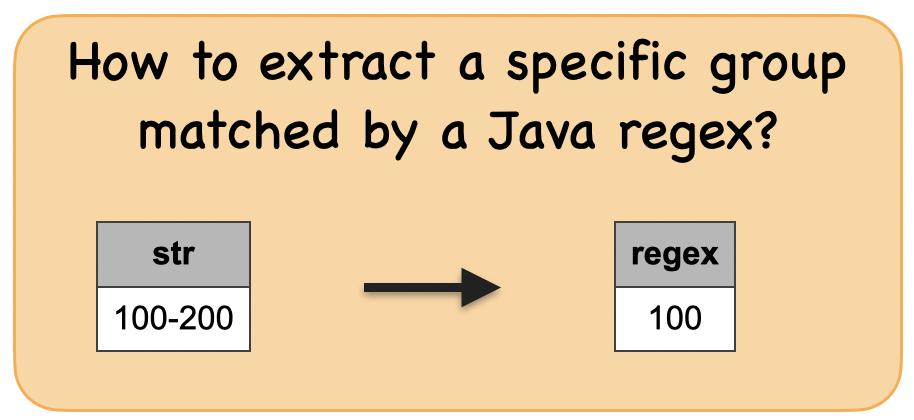 How to extract a specific group
matched by a Java regex?
str
100-200
regex
100